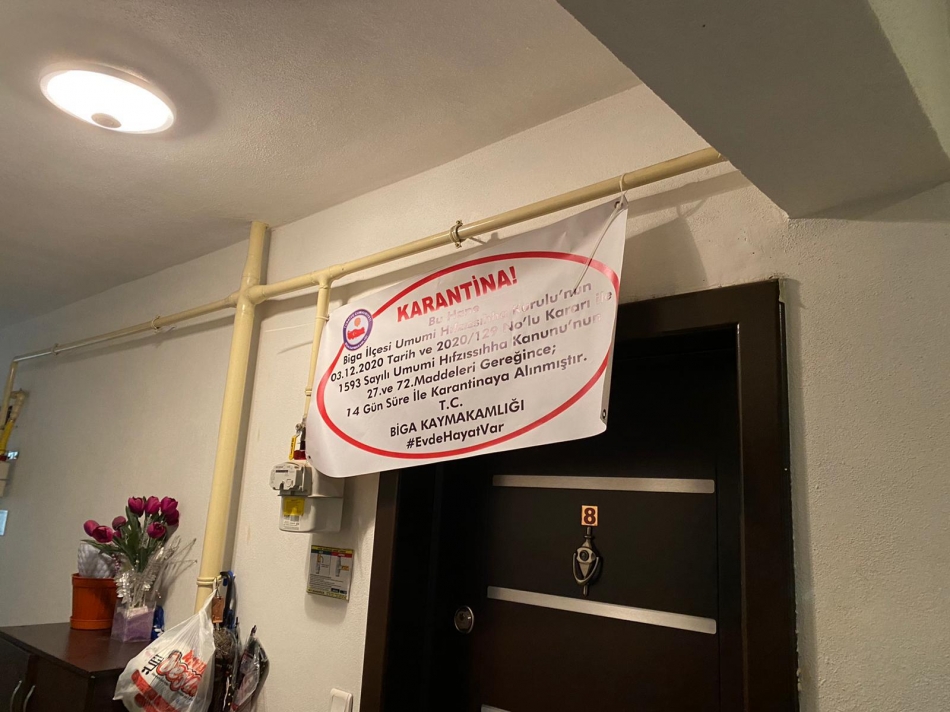 KARANTİNA!
Bu Hane
Biga İlçesi Umumi Hıfzıssıhha Kurulu'nun
03.12.2020 Tarih ve 2020/129 No'lu Kararı ile
1593 Sayılı Umumi Hıfzıssıhha Kanunu'nun
27.ve 72.Maddeleri Gereğince;
14 Gün Süre İle Karantinaya Alınmıştır.
T.C.
BİGA KAYMAKAMLIĞI
#EvdeHayatVar
8